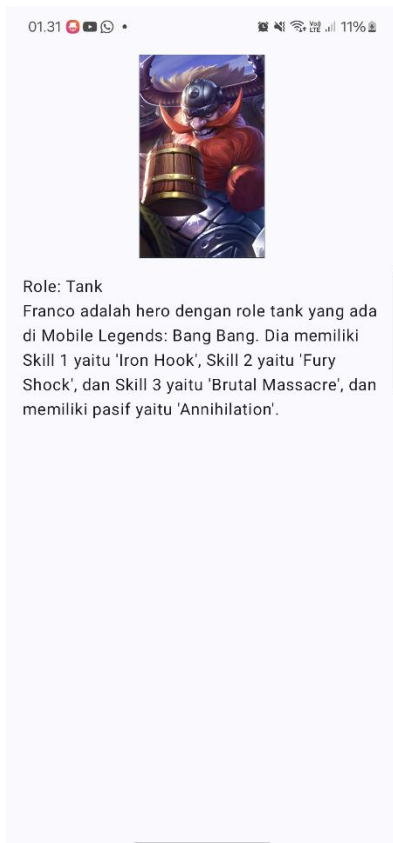 01.31
Voi)
LTE
11%
Role: Tank
Franco adalah hero dengan role tank yang ada
di Mobile Legends: Bang Bang. Dia memiliki
Skill 1 yaitu 'Iron Hook', Skill 2 yaitu 'Fury
Shock', dan Skill 3 yaitu 'Brutal Massacre', dan
memiliki pasif yaitu 'Annihilation'.